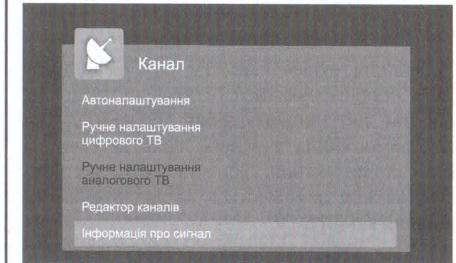 Канал
Автоналаштування
Ручне налаштування
цифрового ТВ
Ручне налаштування
аналогового ТВ
Редактор каналів
Інформація про сигнал